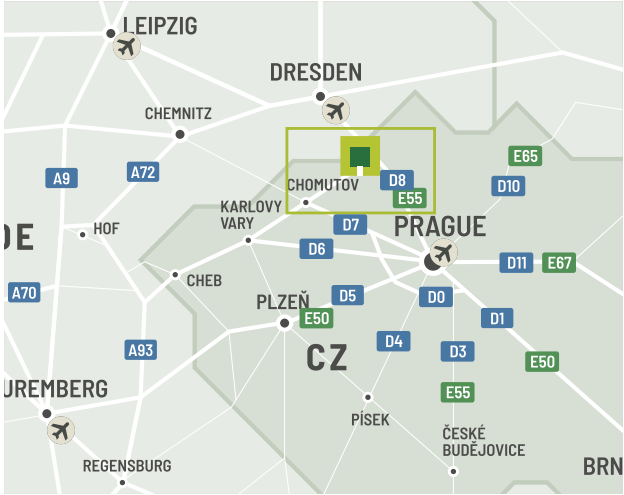 LEIPZIG
DRESDEN
CHEMNITZ
E65
A9
A72
D8
D10
CHOMUTOV
E55
KARLOVY
VARY
D7
PRAGUE
HOF
DE
D6
D11
E67
CHEB
A70
D5
D0
PLZEŇ
E50
D1
A93
CZ
D4
D3
E50
UREMBERG
E55
PÍSEK
ČESKÉ
BUDĚJOVICE
REGENSBURG
BRN